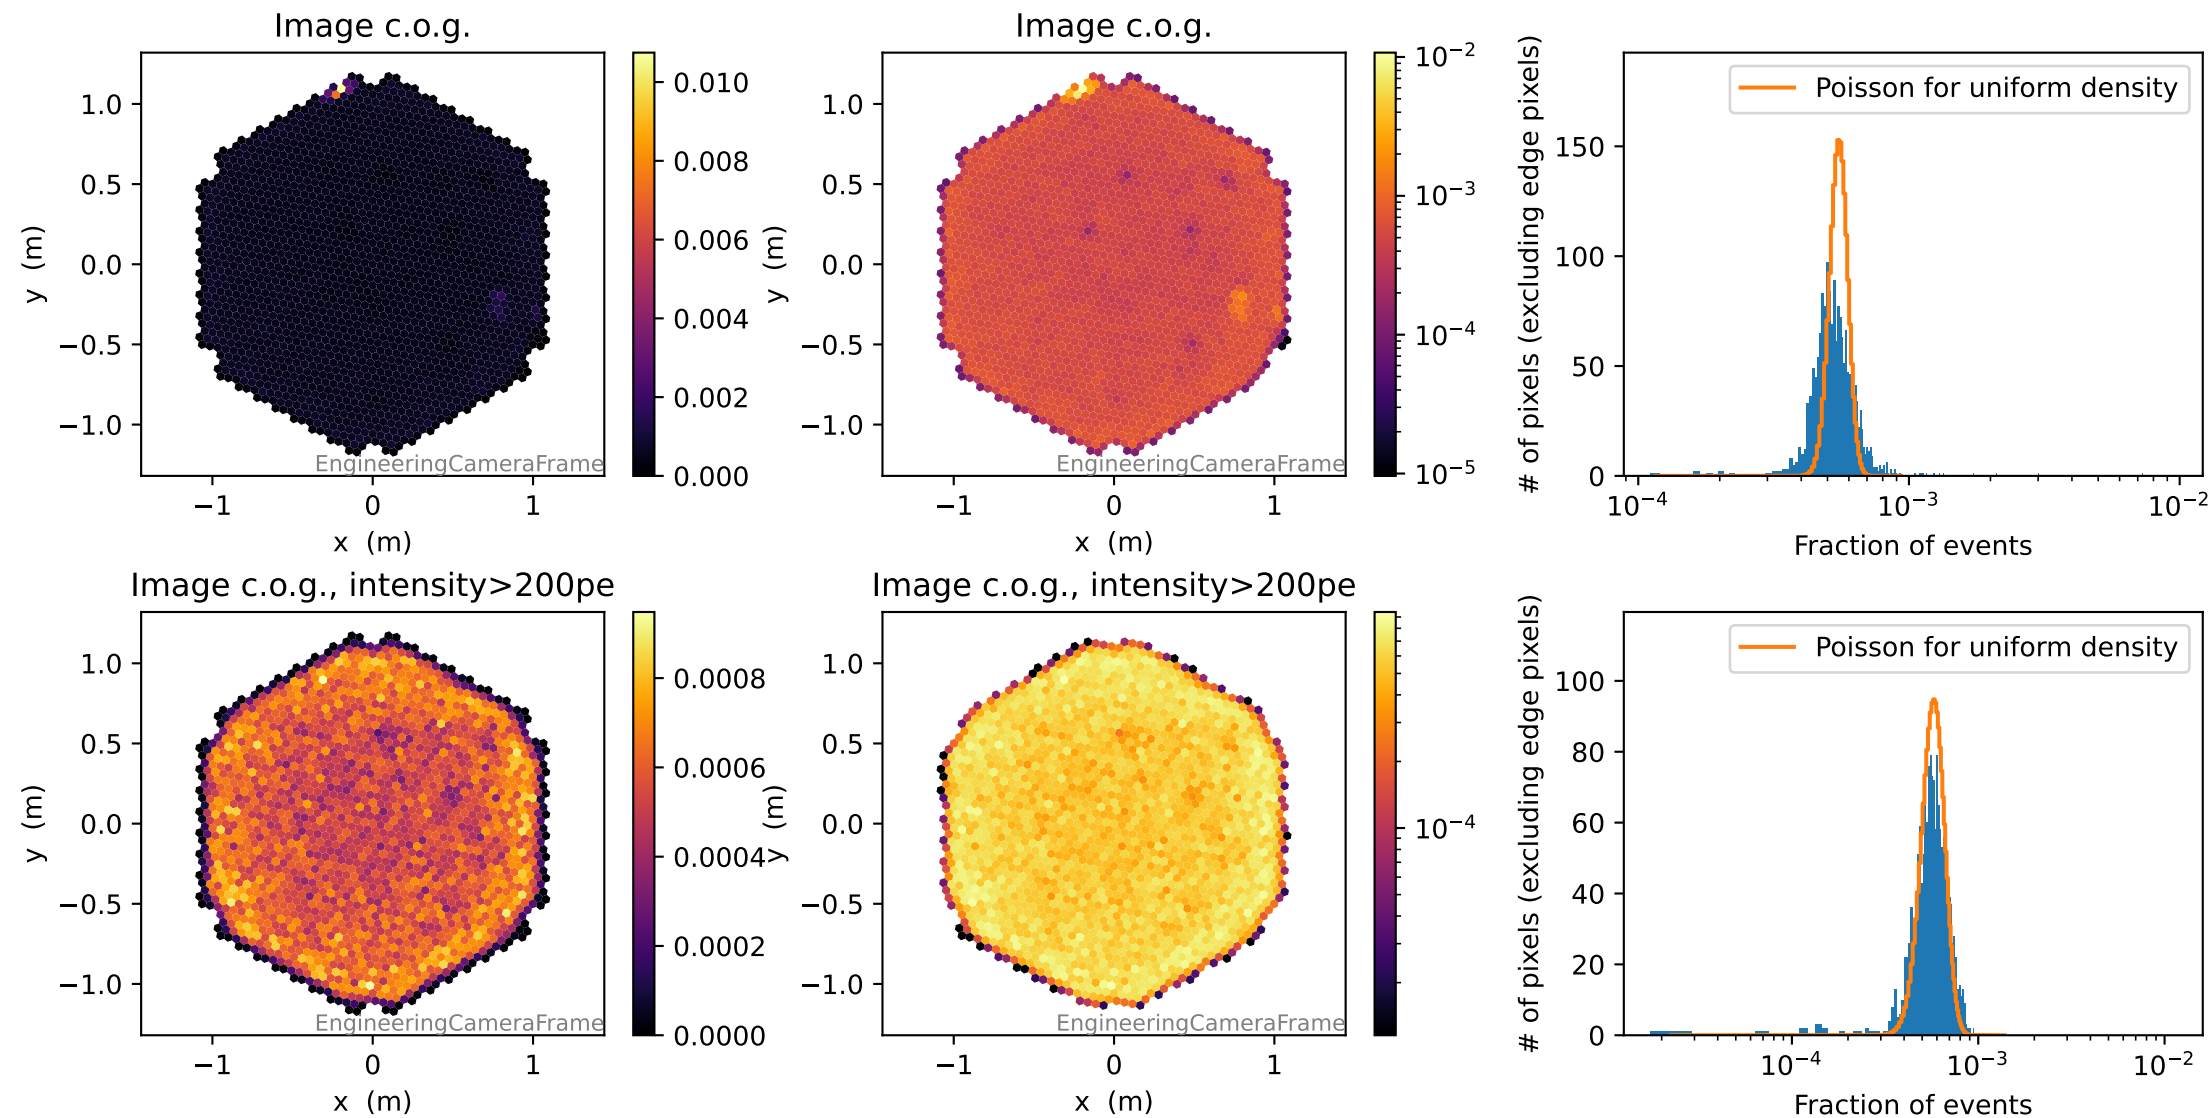 Image c.o.g.
1.0
0.5
0.0
−0.5
−1.0
y (m)
−1
0
1
x (m)
EngineeringCameraFrame
0.010
0.008
0.006
0.004
0.002
0.000
Image c.o.g.
1.0
0.5
0.0
−0.5
−1.0
y (m)
−1
0
1
x (m)
EngineeringCameraFrame
10⁻²
10⁻³
10⁻⁴
10⁻⁵
Poisson for uniform density
# of pixels (excluding edge pixels)
150
100
50
0
10⁻⁴
10⁻³
10⁻²
Fraction of events
Image c.o.g., intensity>200pe
1.0
0.5
0.0
−0.5
−1.0
y (m)
−1
0
1
x (m)
EngineeringCameraFrame
0.0008
0.0006
0.0004
0.0002
0.0000
Image c.o.g., intensity>200pe
1.0
0.5
0.0
−0.5
−1.0
y (m)
−1
0
1
x (m)
EngineeringCameraFrame
10⁻⁴
Poisson for uniform density
# of pixels (excluding edge pixels)
100
80
60
40
20
0
10⁻⁴
10⁻³
10⁻²
Fraction of events